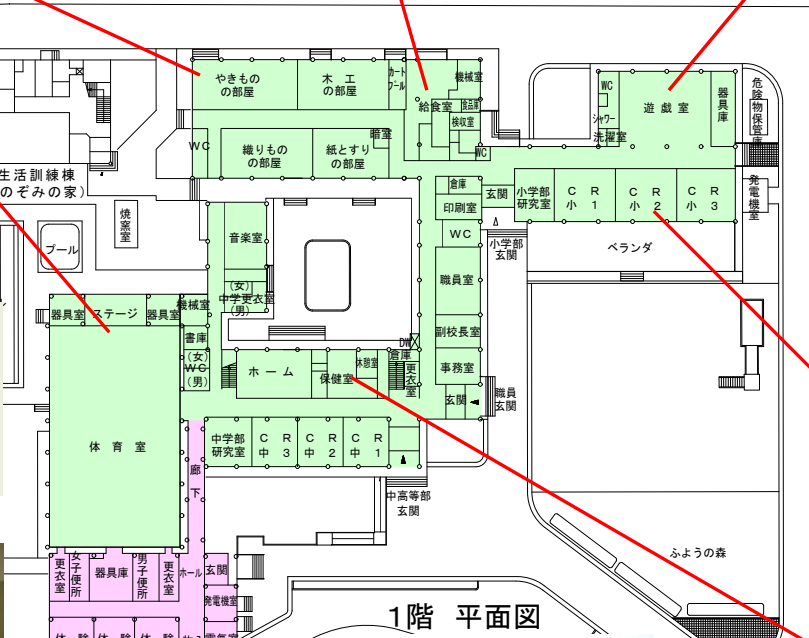 やきもの
の部屋
木 工
の部屋
カート
プール
機械室
給食室
食品庫
検収室
WC
暗室
織りもの
の部屋
紙とすり
の部屋
WC
WC
シャワー
洗濯室
遊 戯 室
器具庫
危険物保管庫
発電機室
生活訓練棟
のぞみの家)
焼窯室
プール
倉庫
印刷室
玄関
小学部
研究室
C R
小 1
C R
小 2
C R
小 3
WC
小学部
玄関
ベランダ
音楽室
(女)
中学更衣室
(男)
職員室
副校長室
事務室
玄関
職員
玄関
器具室
ステージ
器具室
機械室
書庫
(女)
WC
(男)
ホ ー ム
保健室
休憩室
DW
倉庫
更衣室
体 育 室
中学部
研究室
C R
中 3
C R
中 2
C R
中 1
中高等部
玄関
廊下
更衣室
女子便所
器具庫
男子便所
更衣室
ホール
玄関
発電機室
ふようの森
1階 平面図